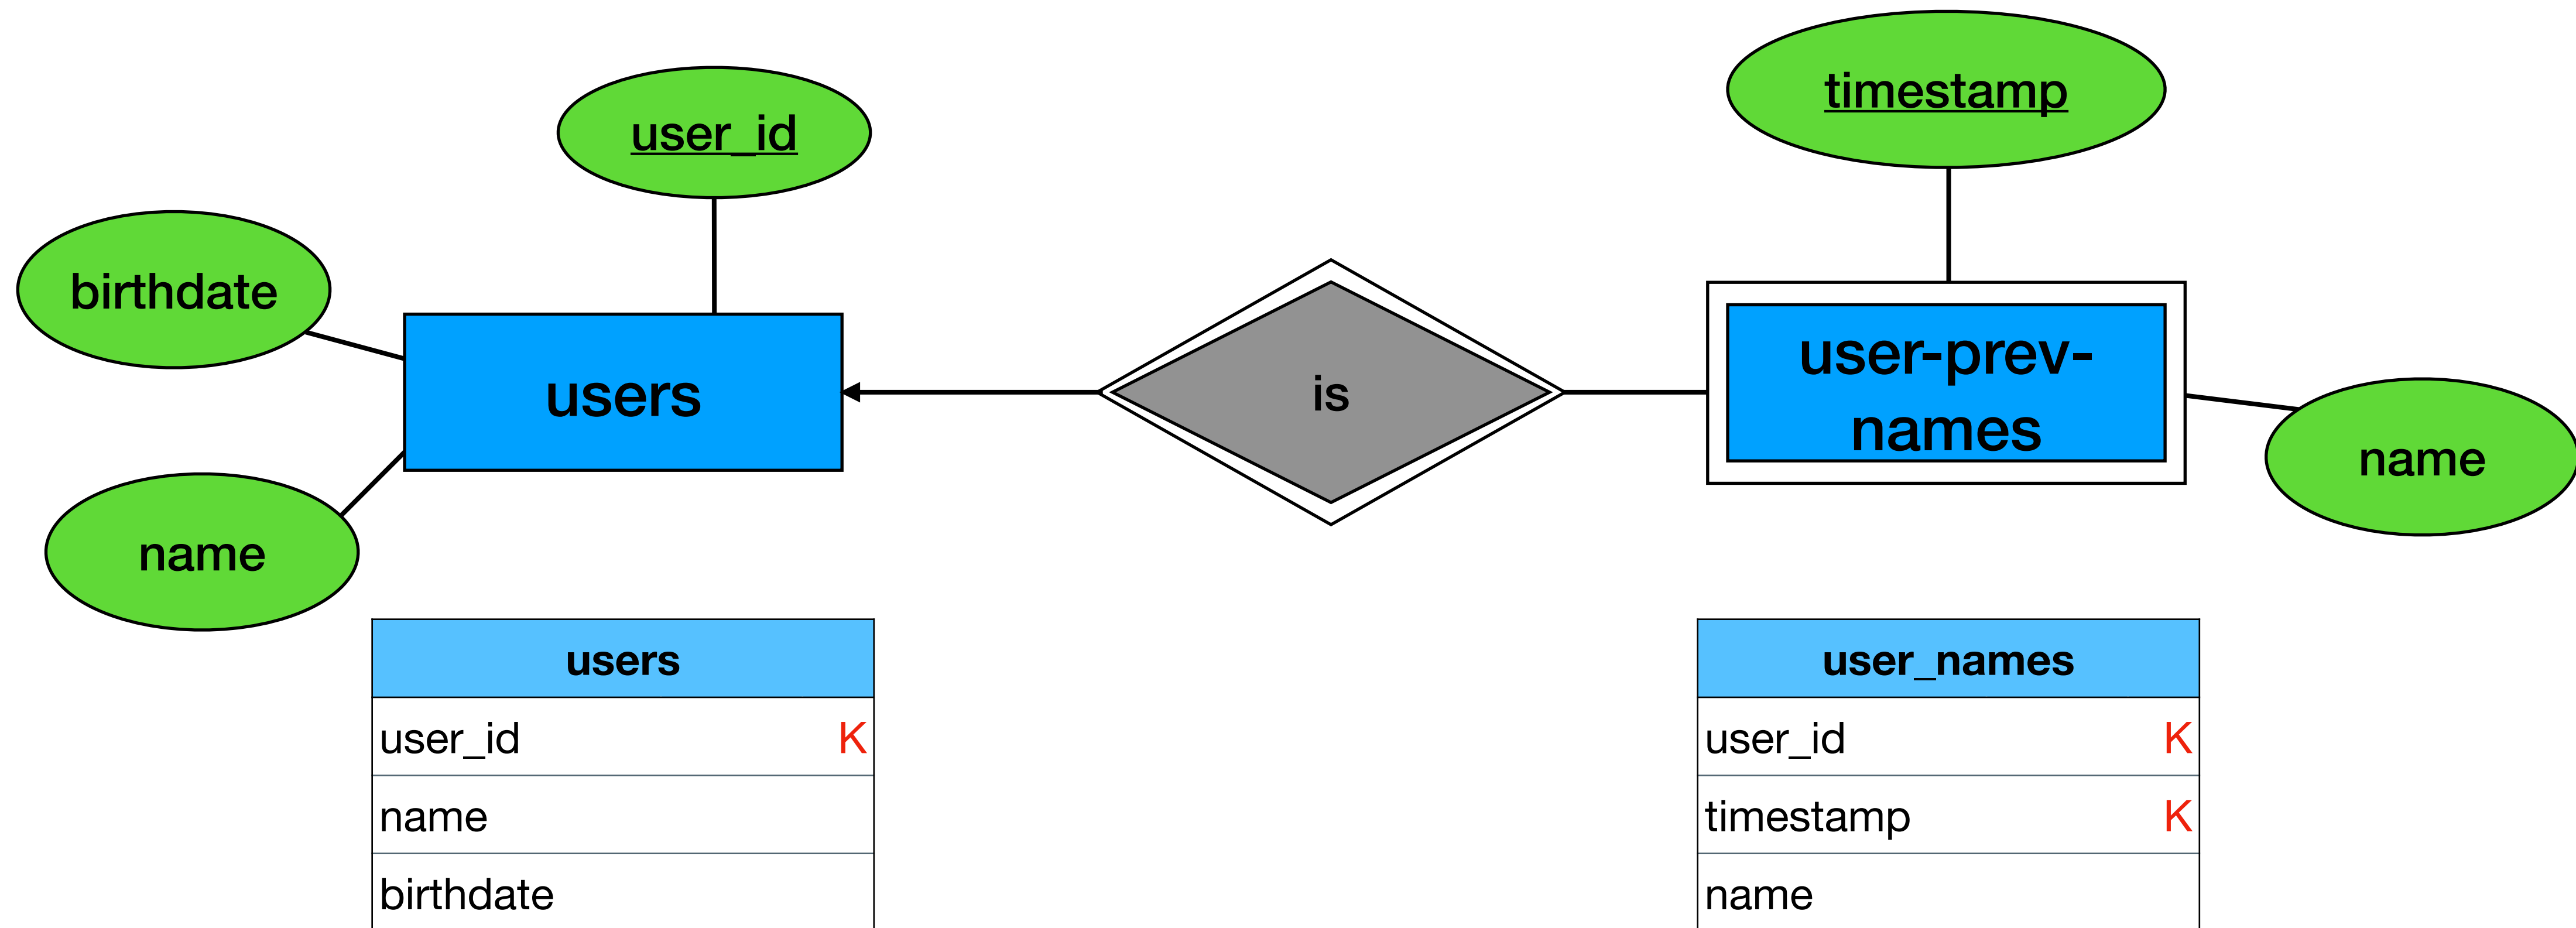 timestamp
user_id
birthdate
user-prev-
names
users
is
name
name
users
user_id K
name
birthdate
user_names
user_id K
timestamp K
name